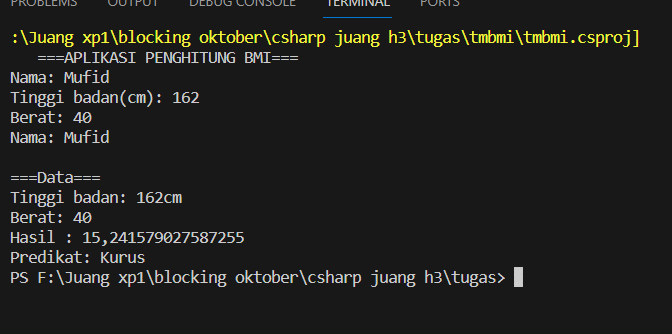 PROBLEMS OUTPUT DEBUG CONSOLE TERMINAL PORTS
:\Juang xp1\blocking oktober\csharp juang h3\tugas\tmbmi\tmbmi.csproj]
===APLIKASI PENGHITUNG BMI===
Nama: Mufid
Tinggi badan(cm): 162
Berat: 40
Nama: Mufid

===Data===
Tinggi badan: 162cm
Berat: 40
Hasil : 15,241579027587255
Predikat: Kurus
PS F:\Juang xp1\blocking oktober\csharp juang h3\tugas>